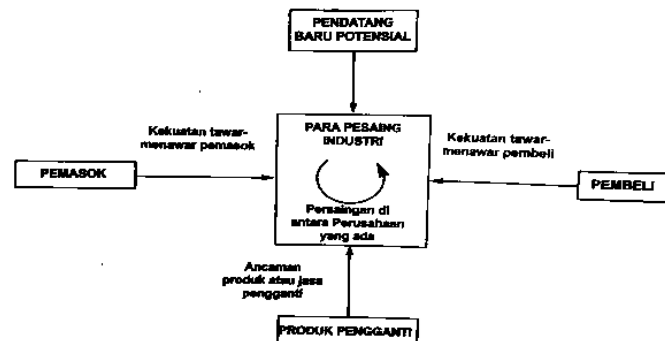 PENDATANG
BARU POTENSIAL
PARA PESAING
INDUSTRI
Kekuatan tawar-
menawar pemasok
Kekuatan tawar-
menawar pembeli
PEMASOK
PEMBELI
Persaingan di
antara Perusahaan
yang ada
Ancaman
produk atau jasa
pengganti
PRODUK PENGGANTI